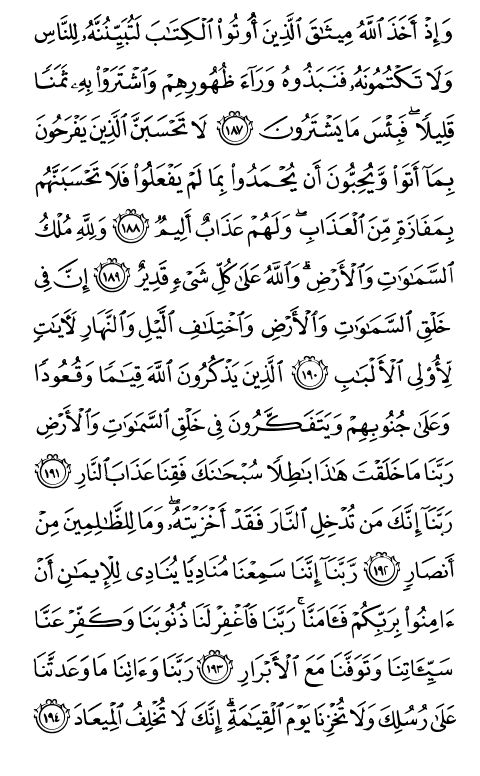 وَإِذْ أَخَذَ ٱللَّهُ مِيثَٰقَ ٱلَّذِينَ أُوتُوا۟ ٱلْكِتَٰبَ لَتُبَيِّنُنَّهُۥ لِلنَّاسِ
وَلَا تَكْتُمُونَهُۥ فَنَبَذُوهُ وَرَآءَ ظُهُورِهِمْ وَٱشْتَرَوْا۟ بِهِۦ ثَمَنًا
قَلِيلًا ۖ فَبِئْسَ مَا يَشْتَرُونَ ١٨٧ لَا تَحْسَبَنَّ ٱلَّذِينَ يَفْرَحُونَ
بِمَآ أَتَوا۟ وَّيُحِبُّونَ أَن يُحْمَدُوا۟ بِمَا لَمْ يَفْعَلُوا۟ فَلَا تَحْسَبَنَّهُم
بِمَفَازَةٍ مِّنَ ٱلْعَذَابِ ۖ وَلَهُمْ عَذَابٌ أَلِيمٌ ١٨٨ وَلِلَّهِ مُلْكُ
ٱلسَّمَٰوَٰتِ وَٱلْأَرْضِ ۗ وَٱللَّهُ عَلَىٰ كُلِّ شَىْءٍ قَدِيرٌ ١٨٩ إِنَّ فِى
خَلْقِ ٱلسَّمَٰوَٰتِ وَٱلْأَرْضِ وَٱخْتِلَٰفِ ٱلَّيْلِ وَٱلنَّهَارِ لَءَايَٰتٍ
لِّأُو۟لِى ٱلْأَلْبَٰبِ ١٩٠ ٱلَّذِينَ يَذْكُرُونَ ٱللَّهَ قِيَٰمًا وَقُعُودًا
وَعَلَىٰ جُنُوبِهِمْ وَيَتَفَكَّرُونَ فِى خَلْقِ ٱلسَّمَٰوَٰتِ وَٱلْأَرْضِ
رَبَّنَا مَا خَلَقْتَ هَٰذَا بَٰطِلًا سُبْحَٰنَكَ فَقِنَا عَذَابَ ٱلنَّارِ ١٩١
رَبَّنَآ إِنَّكَ مَن تُدْخِلِ ٱلنَّارَ فَقَدْ أَخْزَيْتَهُۥ ۖ وَمَا لِلظَّٰلِمِينَ مِنْ
أَنصَارٍ ١٩٢ رَّبَّنَآ إِنَّنَا سَمِعْنَا مُنَادِيًا يُنَادِى لِلْإِيمَٰنِ أَنْ
ءَامِنُوا۟ بِرَبِّكُمْ فَـَٔامَنَّا ۚ رَبَّنَا فَٱغْفِرْ لَنَا ذُنُوبَنَا وَكَفِّرْ عَنَّا
سَيِّـَٔاتِنَا وَتَوَفَّنَا مَعَ ٱلْأَبْرَارِ ١٩٣ رَبَّنَا وَءَاتِنَا مَا وَعَدتَّنَا
عَلَىٰ رُسُلِكَ وَلَا تُخْزِنَا يَوْمَ ٱلْقِيَٰمَةِ ۗ إِنَّكَ لَا تُخْلِفُ ٱلْمِيعَادَ ١٩٤